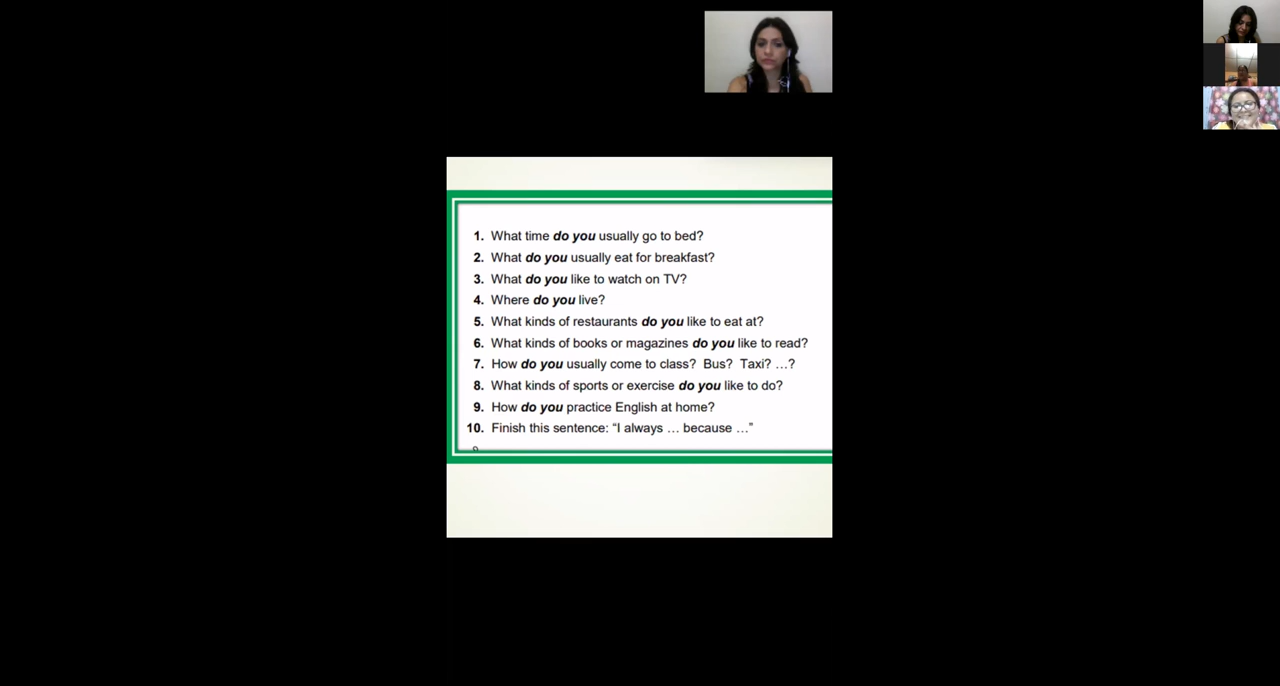 1. What time do you usually go to bed?
2. What do you usually eat for breakfast?
3. What do you like to watch on TV?
4. Where do you live?
5. What kinds of restaurants do you like to eat at?
6. What kinds of books or magazines do you like to read?
7. How do you usually come to class? Bus? Taxi? …?
8. What kinds of sports or exercise do you like to do?
9. How do you practice English at home?
10. Finish this sentence: “I always … because …”